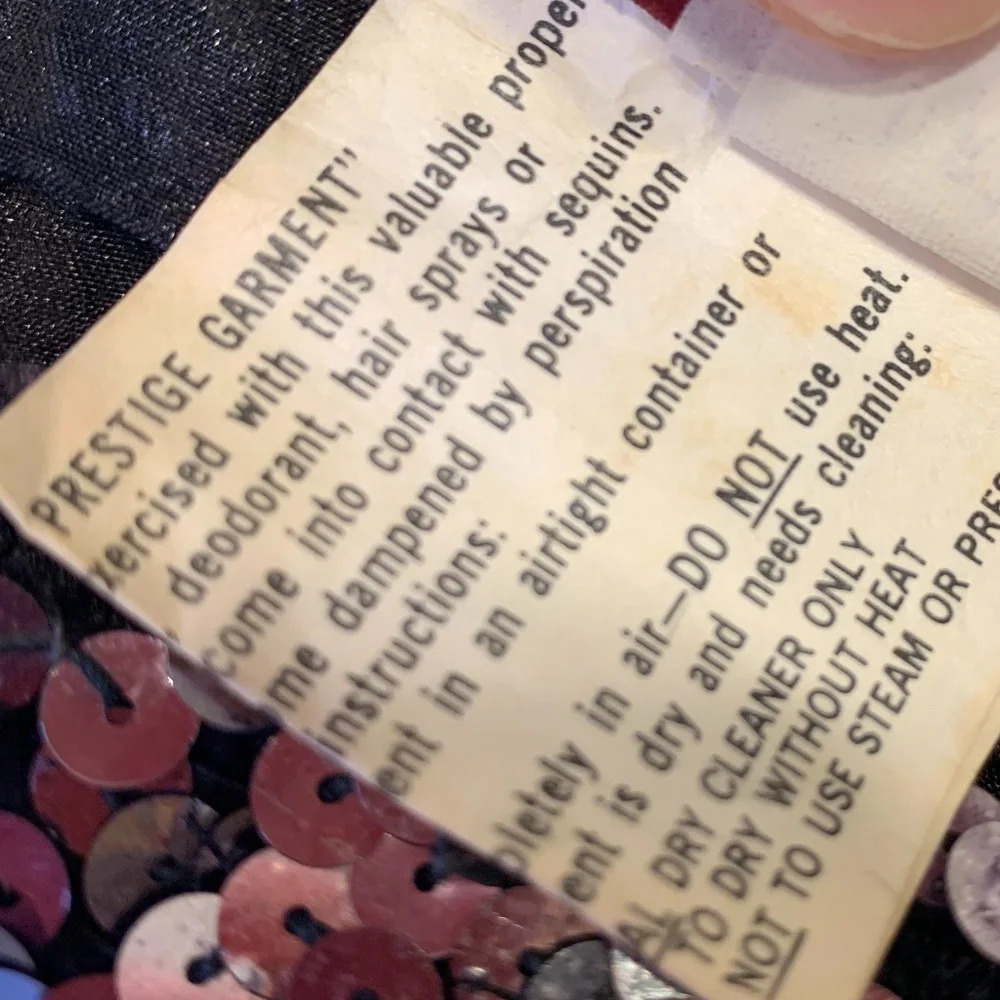 PRESTIGE GARMENT”
xercised with this valuable proper
deodorant, hair sprays or
come into contact with sequins.
me dampened by perspiration
instructions:
ent in an airtight container or
pletely in air—DO NOT use heat.
ent is dry and needs cleaning:
AL DRY CLEANER ONLY
TO DRY WITHOUT HEAT
NOT TO USE STEAM OR PRES